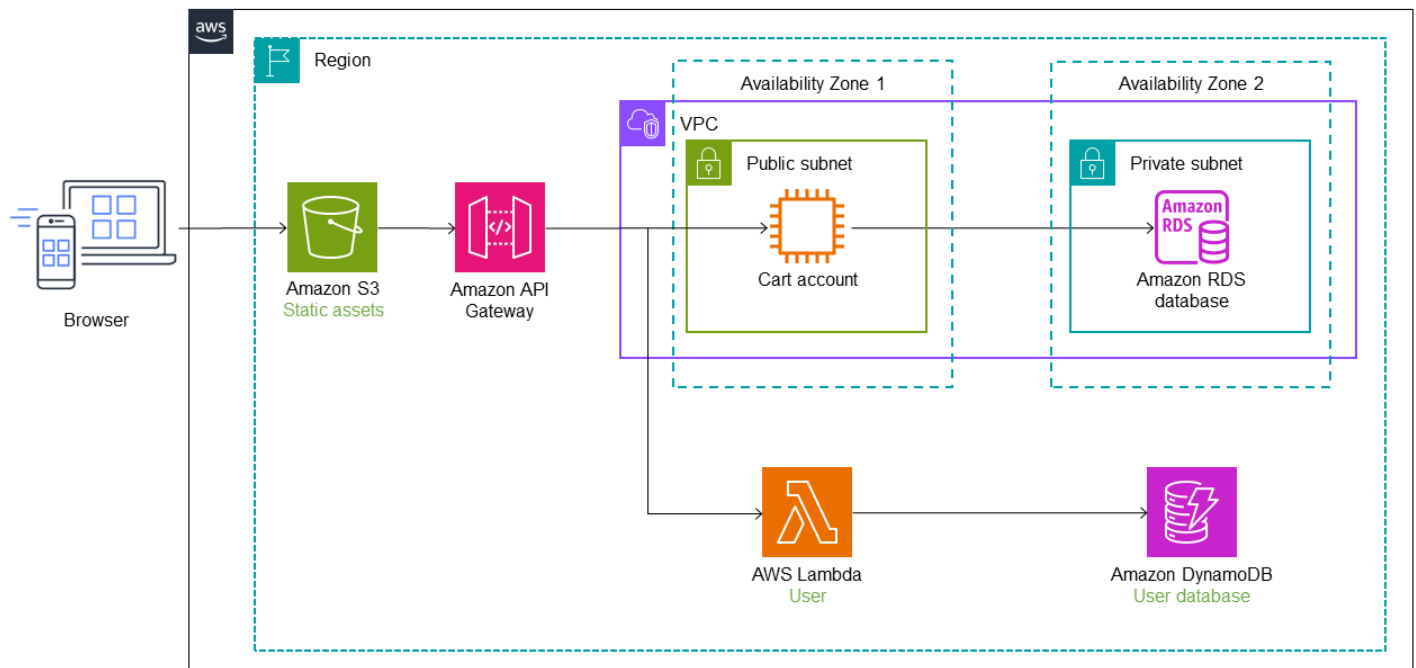 aws
Region
Availability Zone 1
Availability Zone 2
VPC
Public subnet
Private subnet
Amazon
RDS
Browser
Amazon S3
Static assets
Amazon API
Gateway
Cart account
Amazon RDS
database
AWS Lambda
User
Amazon DynamoDB
User database